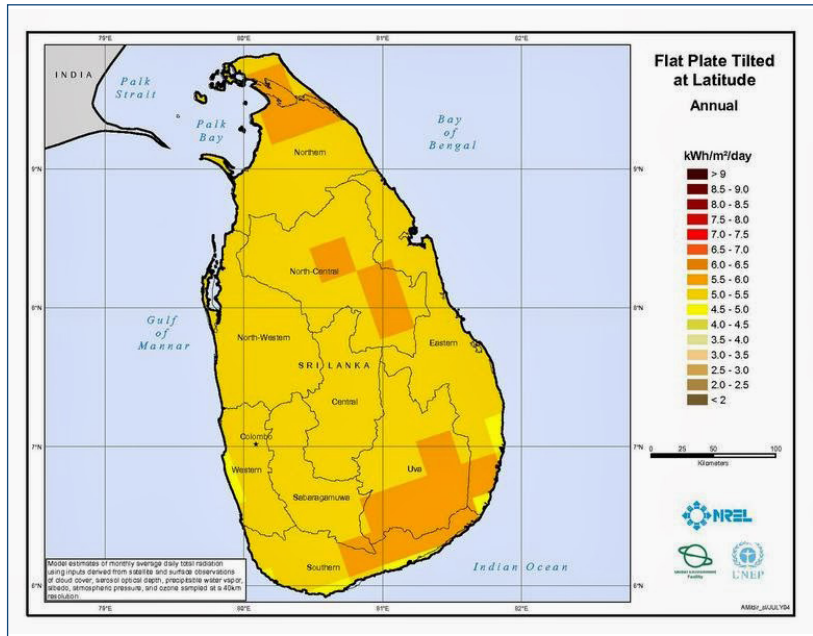 79°E
80°E
81°E
82°E
INDIA
Palk
Strait
Palk
Bay
Bay
of
Bengal
9°N
9°N
Northern
North-Central
8°N
8°N
Gulf
of
Mannar
North-Western
Eastern
SRI LANKA
Central
7°N
7°N
Colombo
Western
Uva
Sabaragamuwa
Southern
Indian Ocean
6°N
6°N
Model estimates of monthly average daily total radiation
using inputs derived from satellite and surface observations
of cloud cover, aerosol optical depth, precipitable water vapor,
albedo, atmospheric pressure, and ozone sampled at a 40km
resolution.
79°E
80°E
81°E
82°E
Flat Plate Tilted
at Latitude
Annual
kWh/m²/day
> 9
8.5 - 9.0
8.0 - 8.5
7.5 - 8.0
7.0 - 7.5
6.5 - 7.0
6.0 - 6.5
5.5 - 6.0
5.0 - 5.5
4.5 - 5.0
4.0 - 4.5
3.5 - 4.0
3.0 - 3.5
2.5 - 3.0
2.0 - 2.5
< 2
0 25 50 100
Kilometers
NREL
UNEP